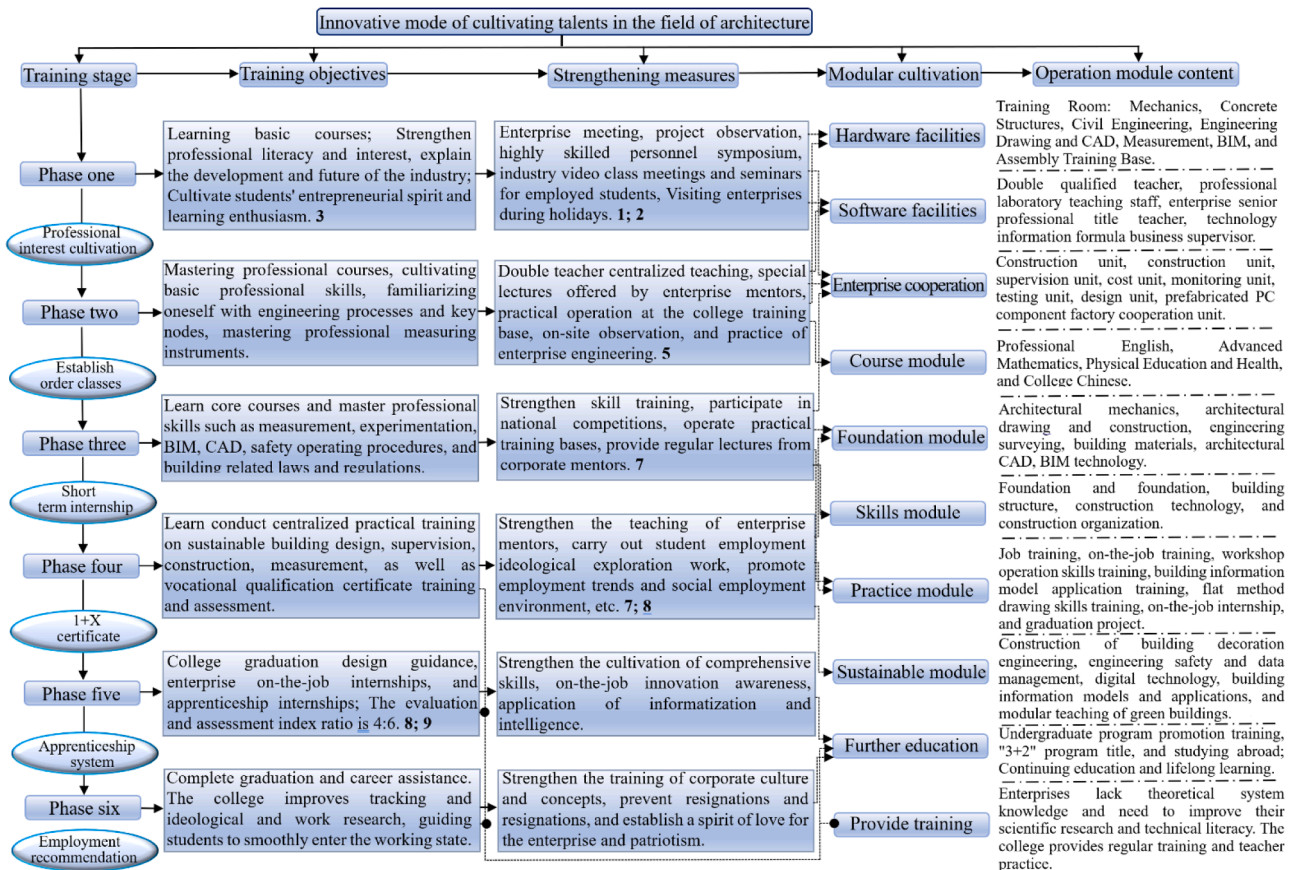 Innovative mode of cultivating talents in the field of architecture
Training stage
Training objectives
Strengthening measures
Modular cultivation
Operation module content
Phase one
Professional
interest cultivation
Phase two
Establish
order classes
Phase three
Short
term internship
Phase four
1+X
certificate
Phase five
Apprenticeship
system
Phase six
Employment
recommendation
Learning basic courses; Strengthen
professional literacy and interest, explain
the development and future of the industry;
Cultivate students' entrepreneurial spirit and
learning enthusiasm. 3
Mastering professional courses, cultivating
basic professional skills, familiarizing
oneself with engineering processes and key
nodes, mastering professional measuring
instruments.
Learn core courses and master professional
skills such as measurement, experimentation,
BIM, CAD, safety operating procedures, and
building related laws and regulations.
Learn conduct centralized practical training
on sustainable building design, supervision,
construction, measurement, as well as
vocational qualification certificate training
and assessment.
College graduation design guidance,
enterprise on-the-job internships, and
apprenticeship internships; The evaluation
and assessment index ratio is 4:6. 8; 9
Complete graduation and career assistance.
The college improves tracking and
ideological and work research, guiding
students to smoothly enter the working state.
Enterprise meeting, project observation,
highly skilled personnel symposium,
industry video class meetings and seminars
for employed students, Visiting enterprises
during holidays. 1; 2
Double teacher centralized teaching, special
lectures offered by enterprise mentors,
practical operation at the college training
base, on-site observation, and practice of
enterprise engineering. 5
Strengthen skill training, participate in
national competitions, operate practical
training bases, provide regular lectures from
corporate mentors. 7
Strengthen the teaching of enterprise
mentors, carry out student employment
ideological exploration work, promote
employment trends and social employment
environment, etc. 7; 8
Strengthen the cultivation of comprehensive
skills, on-the-job innovation awareness,
application of informatization and
intelligence.
Strengthen the training of corporate culture
and concepts, prevent resignations and
resignations, and establish a spirit of love for
the enterprise and patriotism.
Hardware facilities
Software facilities
Enterprise cooperation
Course module
Foundation module
Skills module
Practice module
Sustainable module
Further education
Provide training
Training Room: Mechanics, Concrete
Structures, Civil Engineering, Engineering
Drawing and CAD, Measurement, BIM, and
Assembly Training Base.
Double qualified teacher, professional
laboratory teaching staff, enterprise senior
professional title teacher, technology
information formula business supervisor.
Construction unit, construction unit,
supervision unit, cost unit, monitoring unit,
testing unit, design unit, prefabricated PC
component factory cooperation unit.
Professional English, Advanced
Mathematics, Physical Education and Health,
and College Chinese.
Architectural mechanics, architectural
drawing and construction, engineering
surveying, building materials, architectural
CAD, BIM technology.
Foundation and foundation, building
structure, construction technology, and
construction organization.
Job training, on-the-job training, workshop
operation skills training, building information
model application training, flat method
drawing skills training, on-the-job internship,
and graduation project.
Construction of building decoration
engineering, engineering safety and data
management, digital technology, building
information models and applications, and
modular teaching of green buildings.
Undergraduate program promotion training,
"3+2" program title, and studying abroad;
Continuing education and lifelong learning.
Enterprises lack theoretical system
knowledge and need to improve their
scientific research and technical literacy. The
college provides regular training and teacher
practice.